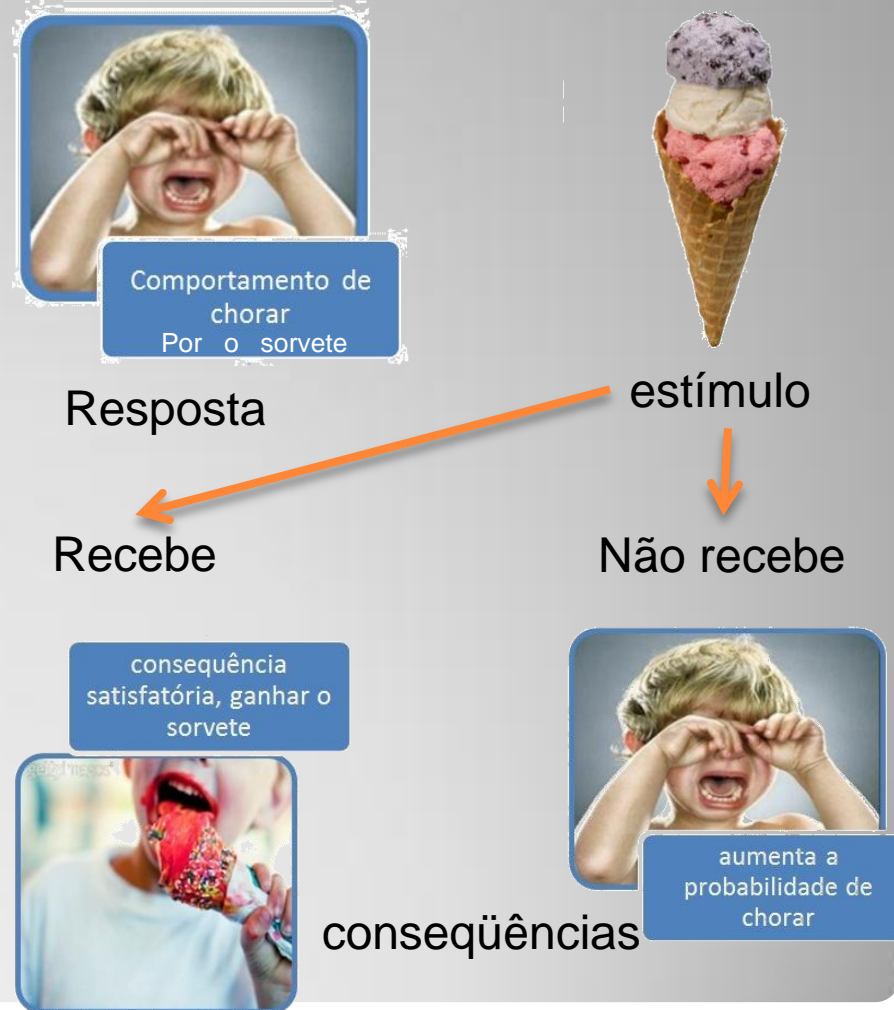 Comportamento de
chorar
Por o sorvete
Resposta
estímulo
Recebe
Não recebe
consequência
satisfatória, ganhar o
sorvete
aumenta a
probabilidade de
chorar
conseqüências